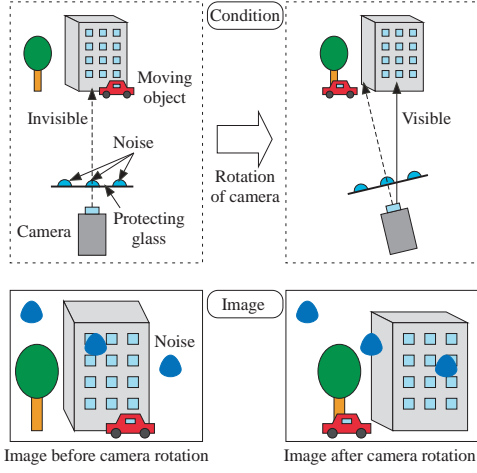 Condition
Moving
object
Invisible
Noise
Protecting
glass
Camera
Rotation
of camera
Visible
Image
Noise
Image before camera rotation
Image after camera rotation